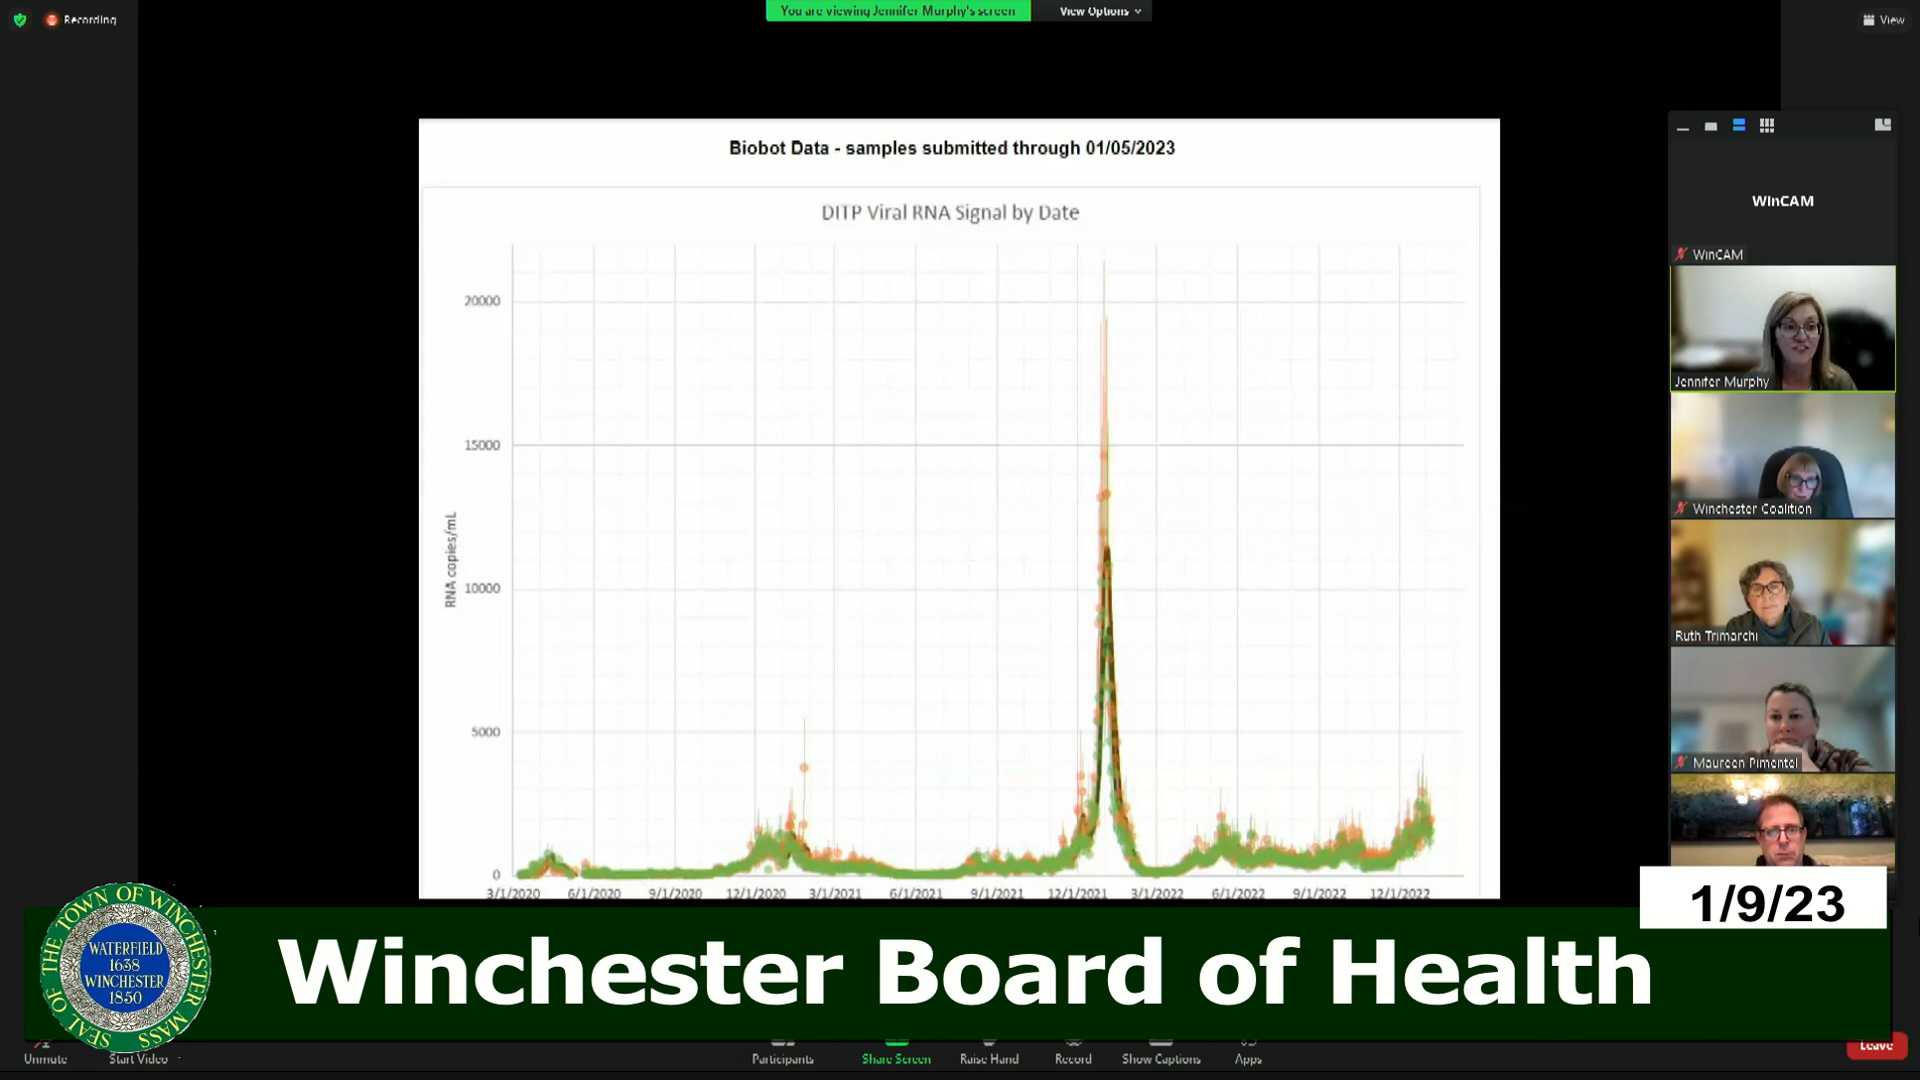 Recording
You are viewing Jennifer Murphy's screen
View Options
View
Biobot Data - samples submitted through 01/05/2023
DITP Viral RNA Signal by Date
RNA copies/mL
20000
15000
10000
5000
0
3/1/2020 6/1/2020 9/1/2020 12/1/2020 3/1/2021 6/1/2021 9/1/2021 12/1/2021 3/1/2022 6/1/2022 9/1/2022 12/1/2022
WinCAM
WinCAM
Jennifer Murphy
Winchester Coalition
Ruth Trimarchi
Maureen Pimentel
1/9/23
THE TOWN OF WINCHESTER MASS SEAL OF
WATERFIELD
1638
WINCHESTER
1850
Winchester Board of Health
Unmute
Start Video
Participants
Share Screen
Raise Hand
Record
Show Captions
Apps
Leave